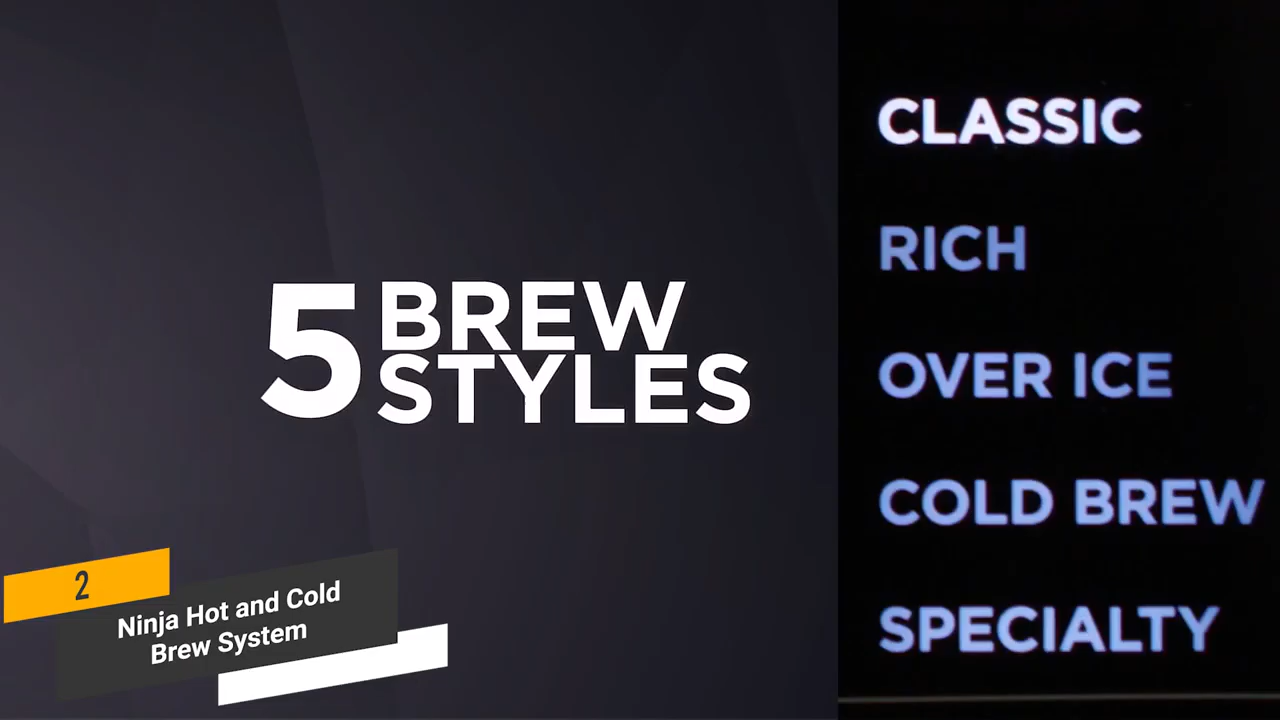 5 BREW
STYLES
CLASSIC
RICH
OVER ICE
COLD BREW
SPECIALTY
2
Ninja Hot and Cold
Brew System